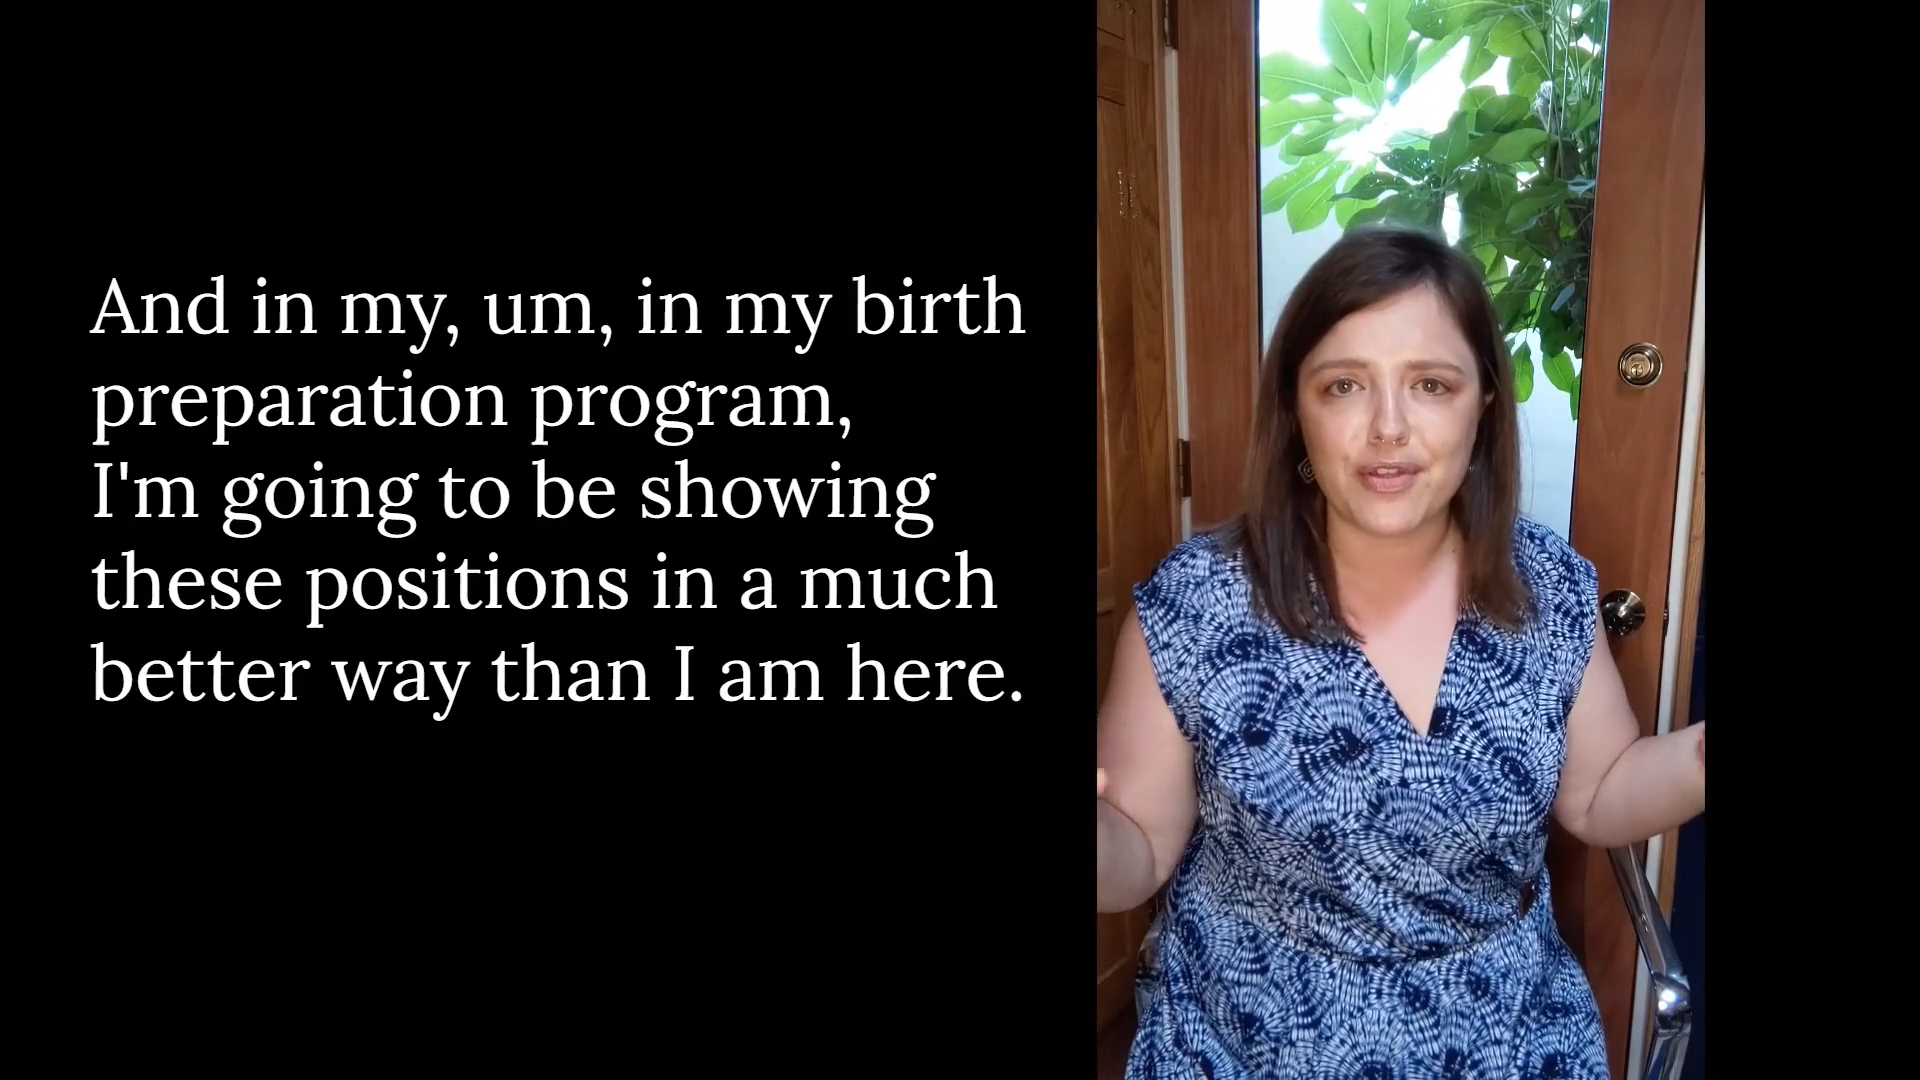 And in my, um, in my birth
preparation program,
I'm going to be showing
these positions in a much
better way than I am here.